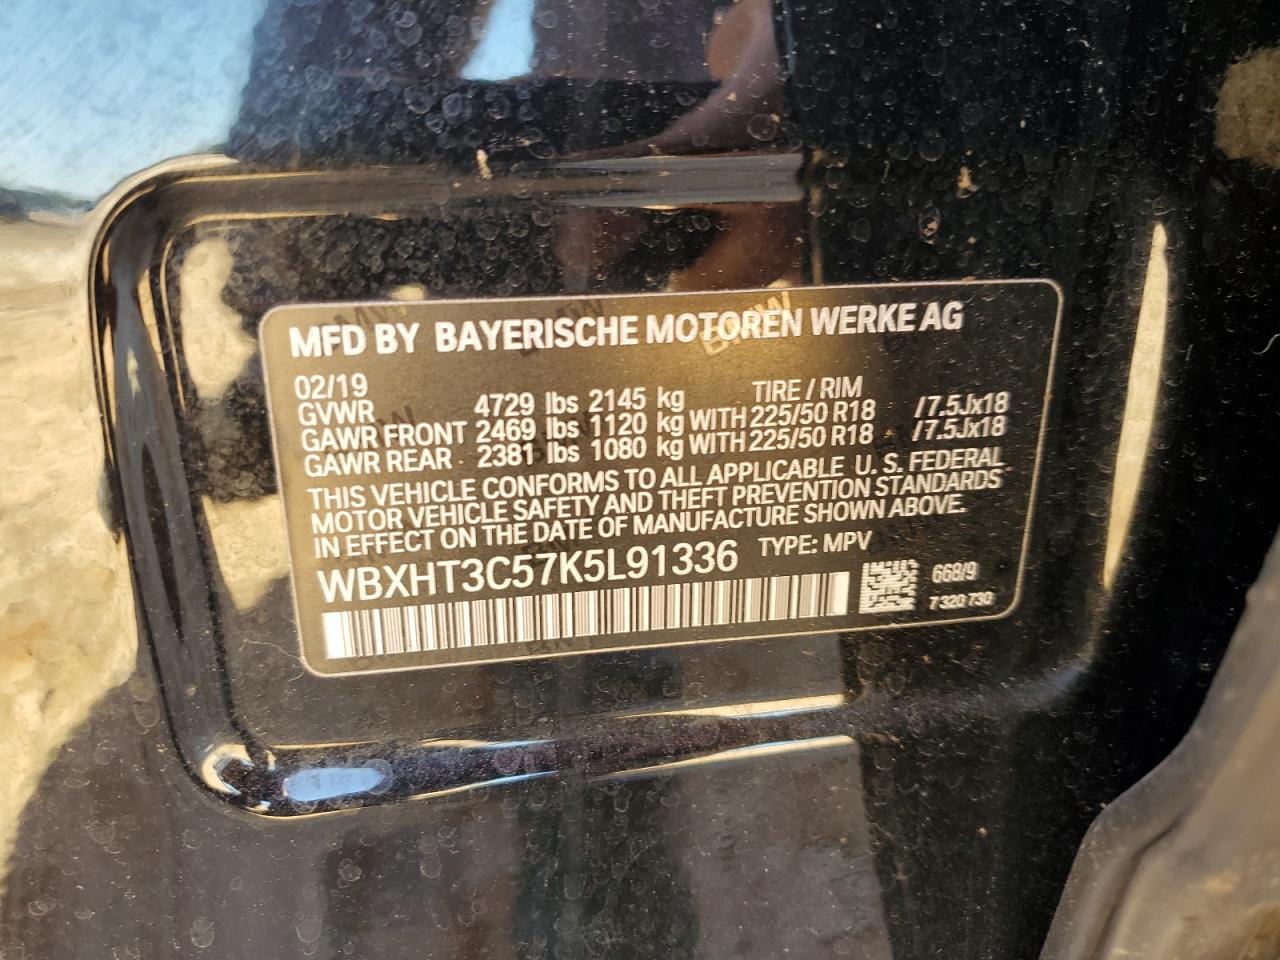 MFD BY BAYERISCHE MOTOREN WERKE AG
02/19 TIRE / RIM
GVWR 4729 lbs 2145 kg
GAWR FRONT 2469 lbs 1120 kg WITH 225/50 R18 /7.5Jx18
GAWR REAR 2381 lbs 1080 kg WITH 225/50 R18 /7.5Jx18
THIS VEHICLE CONFORMS TO ALL APPLICABLE U. S. FEDERAL
MOTOR VEHICLE SAFETY AND THEFT PREVENTION STANDARDS
IN EFFECT ON THE DATE OF MANUFACTURE SHOWN ABOVE.
WBXHT3C57K5L91336 TYPE: MPV
668/9
7 320 730